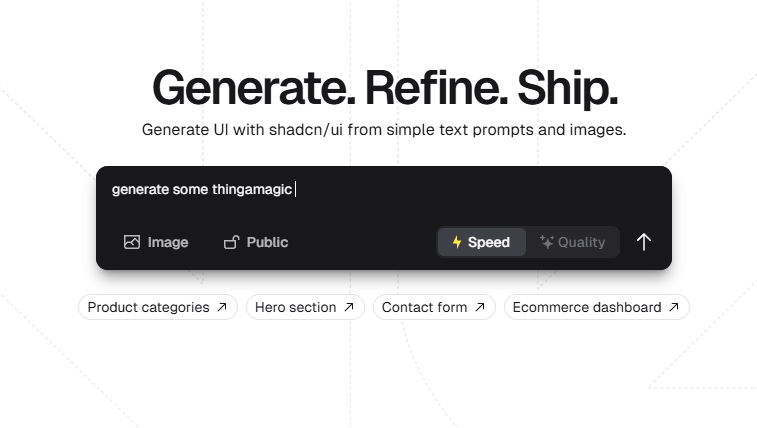 Generate. Refine. Ship.
Generate UI with shadcn/ui from simple text prompts and images.
generate some thingamagic
Image Public Speed Quality
Product categories Hero section Contact form Ecommerce dashboard